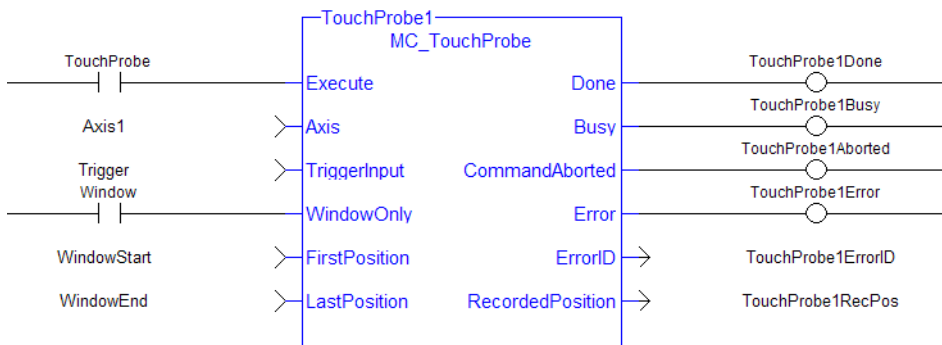 TouchProbe1
MC_TouchProbe
TouchProbe Execute Done TouchProbe1Done
Axis1 Axis Busy TouchProbe1Busy
Trigger TriggerInput CommandAborted TouchProbe1Aborted
Window WindowOnly Error TouchProbe1Error
WindowStart FirstPosition ErrorID TouchProbe1ErrorID
WindowEnd LastPosition RecordedPosition TouchProbe1RecPos